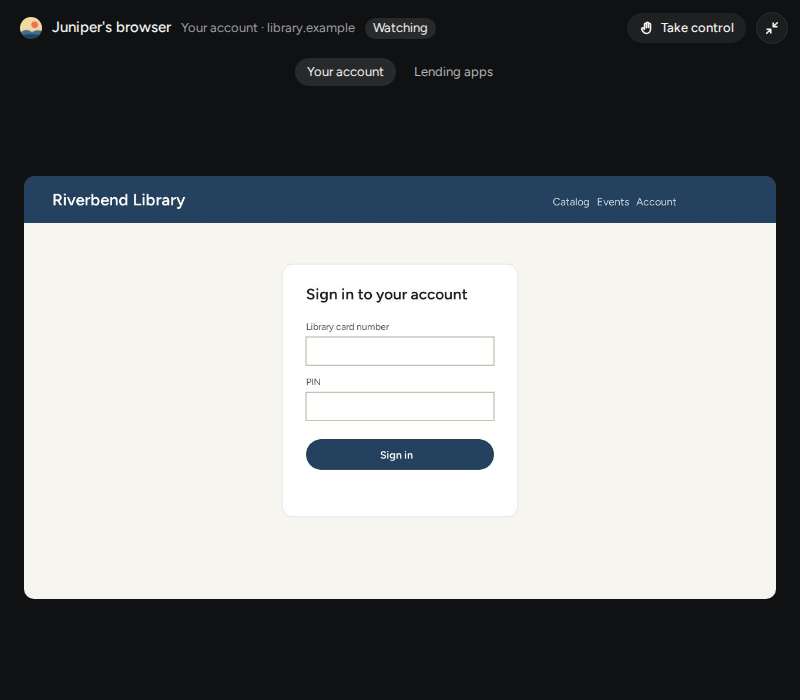 Juniper's browser Your account · library.example Watching Take control
Your account Lending apps
Riverbend Library Catalog Events Account
Sign in to your account
Library card number
PIN
Sign in